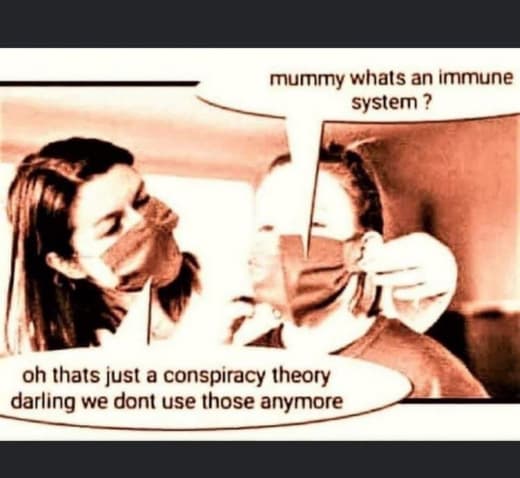 mummy whats an immune
system ?
oh thats just a conspiracy theory
darling we dont use those anymore